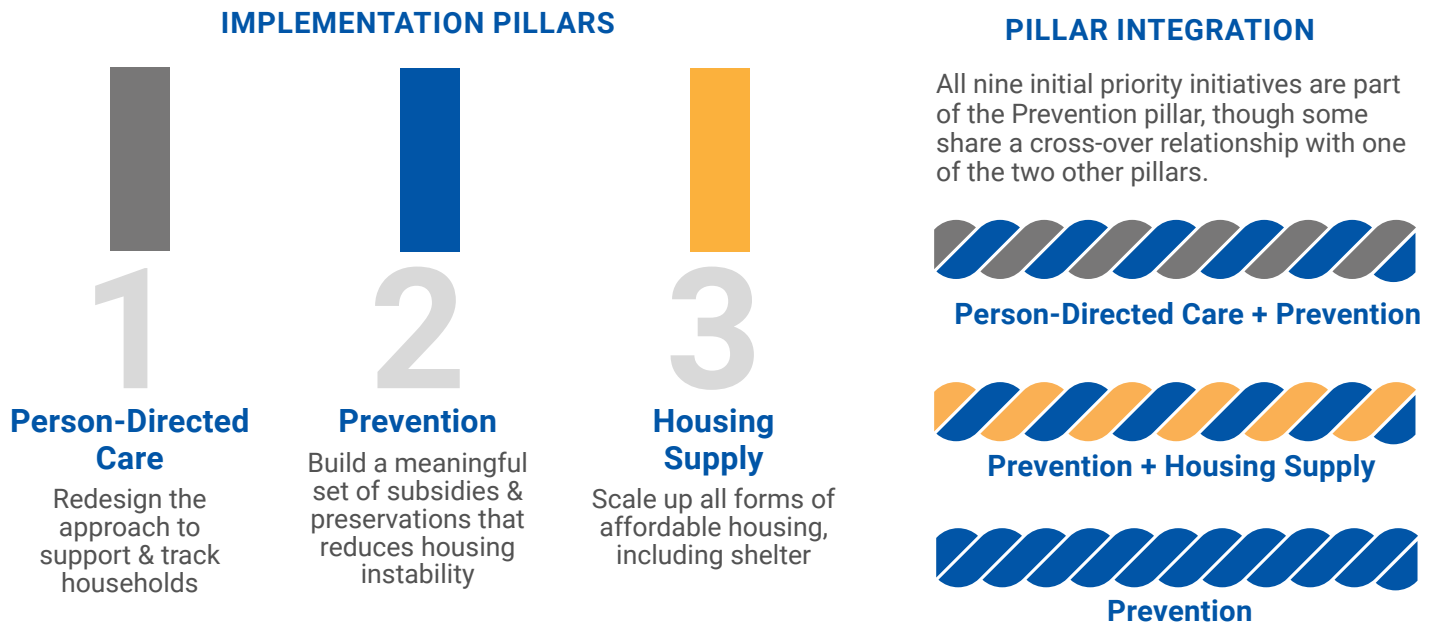 IMPLEMENTATION PILLARS
1
Person-Directed
Care
Redesign the
approach to
support & track
households
2
Prevention
Build a meaningful
set of subsidies &
preservations that
reduces housing
instability
3
Housing
Supply
Scale up all forms of
affordable housing,
including shelter
PILLAR INTEGRATION
All nine initial priority initiatives are part
of the Prevention pillar, though some
share a cross-over relationship with one
of the two other pillars.
Person-Directed Care + Prevention
Prevention + Housing Supply
Prevention